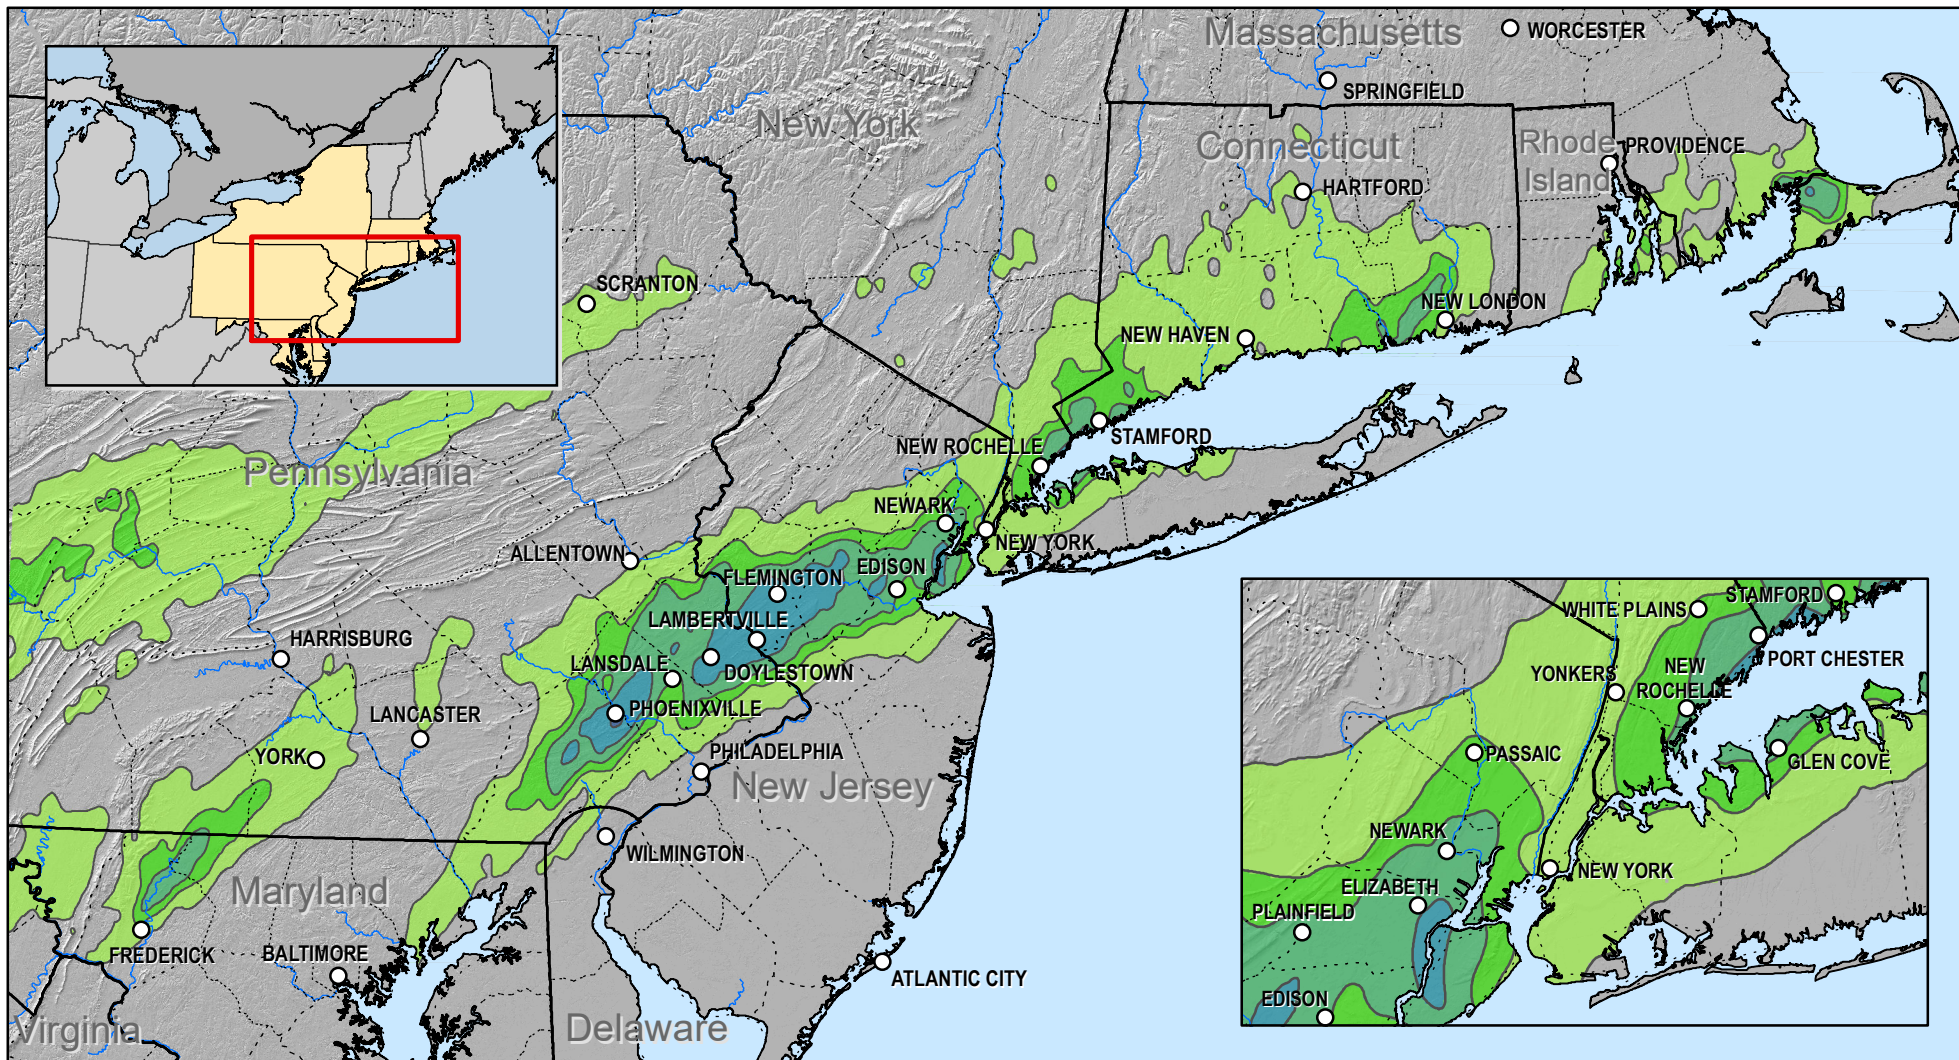 Massachusetts
WORCESTER
SPRINGFIELD
New York
Connecticut
Rhode
Island
PROVIDENCE
HARTFORD
SCRANTON
NEW LONDON
NEW HAVEN
STAMFORD
NEW ROCHELLE
Pennsylvania
NEWARK
NEW YORK
ALLENTOWN
EDISON
FLEMINGTON
LAMBERTVILLE
HARRISBURG
LANSDALE
DOYLESTOWN
PHOENIXVILLE
LANCASTER
YORK
PHILADELPHIA
New Jersey
WILMINGTON
Maryland
FREDERICK
BALTIMORE
ATLANTIC CITY
Virginia
Delaware
STAMFORD
WHITE PLAINS
PORT CHESTER
YONKERS
NEW
ROCHELLE
PASSAIC
GLEN COVE
NEWARK
NEW YORK
ELIZABETH
PLAINFIELD
EDISON